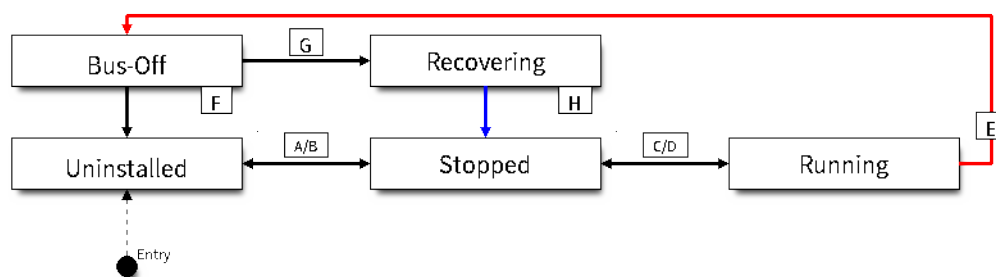 G
Bus-Off
Recovering
F
H
E
Uninstalled
A/B
Stopped
C/D
Running
Entry